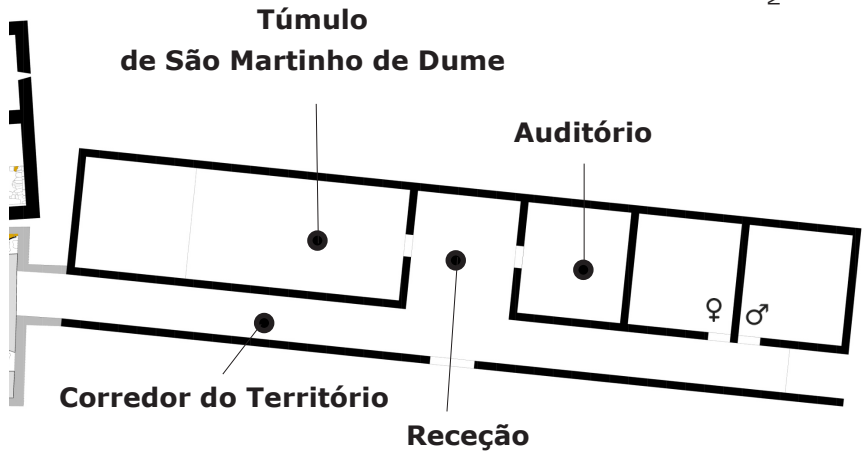 Túmulo
de São Martinho de Dume
Auditório
♀ ♂
Corredor do Território
Receção